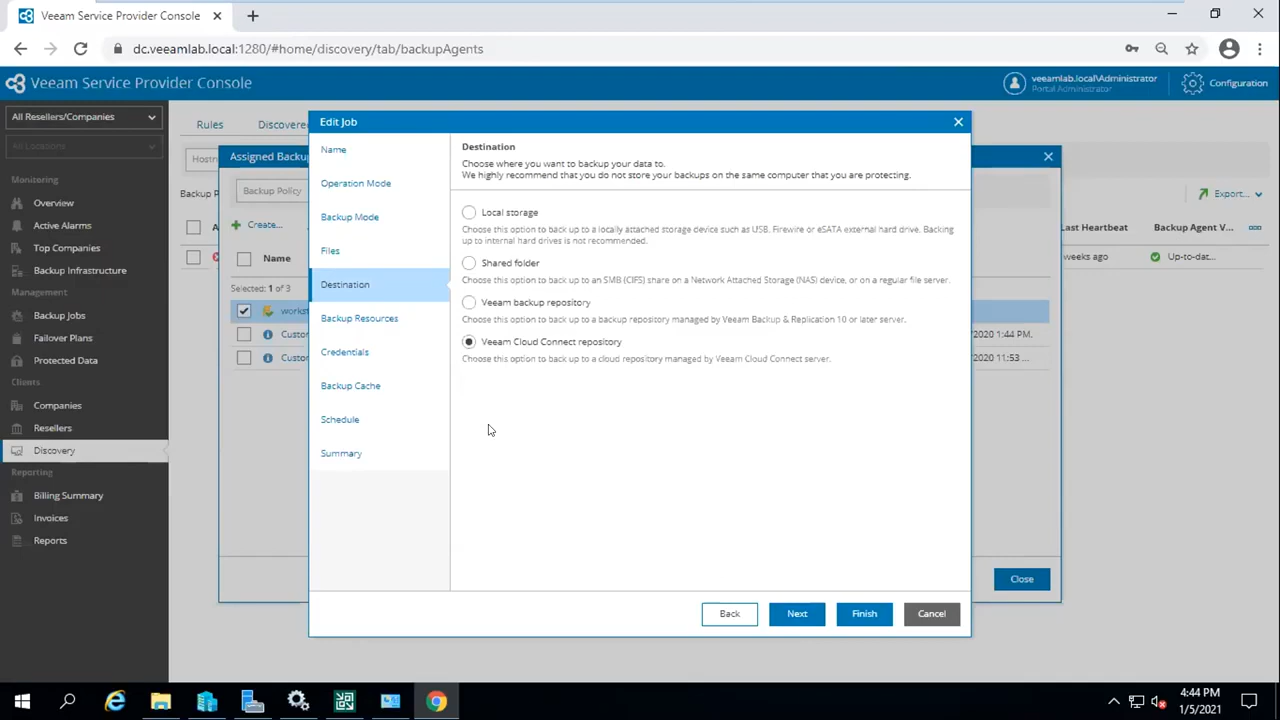 Veeam Service Provider Console
dc.veeamlab.local:1280/#home/discovery/tab/backupAgents
Veeam Service Provider Console
veeamlab.local\Administrator
Portal Administrator
Configuration
All Resellers/Companies
All Locations
Monitoring
Overview
Active Alarms
Top Companies
Backup Infrastructure
Management
Backup Jobs
Failover Plans
Protected Data
Clients
Companies
Resellers
Discovery
Reporting
Billing Summary
Invoices
Reports
Rules
Discovere
Hostn
Backup P
Export...
A
Last Heartbeat
Backup Agent V...
weeks ago
Up-to-dat...
Assigned Backup
Backup Policy
Create...
Name
Selected: 1 of 3
works
Custo
/2020 1:44 PM.
Custo
/2020 11:53 ...
Close
Edit Job
Name
Operation Mode
Backup Mode
Files
Destination
Backup Resources
Credentials
Backup Cache
Schedule
Summary
Destination
Choose where you want to backup your data to.
We highly recommend that you do not store your backups on the same computer that you are protecting.
Local storage
Choose this option to back up to a locally attached storage device such as USB, Firewire or eSATA external hard drive. Backing
up to internal hard drives is not recommended.
Shared folder
Choose this option to back up to an SMB (CIFS) share on a Network Attached Storage (NAS) device, or on a regular file server.
Veeam backup repository
Choose this option to back up to a backup repository managed by Veeam Backup & Replication 10 or later server.
Veeam Cloud Connect repository
Choose this option to back up to a cloud repository managed by Veeam Cloud Connect server.
Back
Next
Finish
Cancel
4:44 PM
1/5/2021